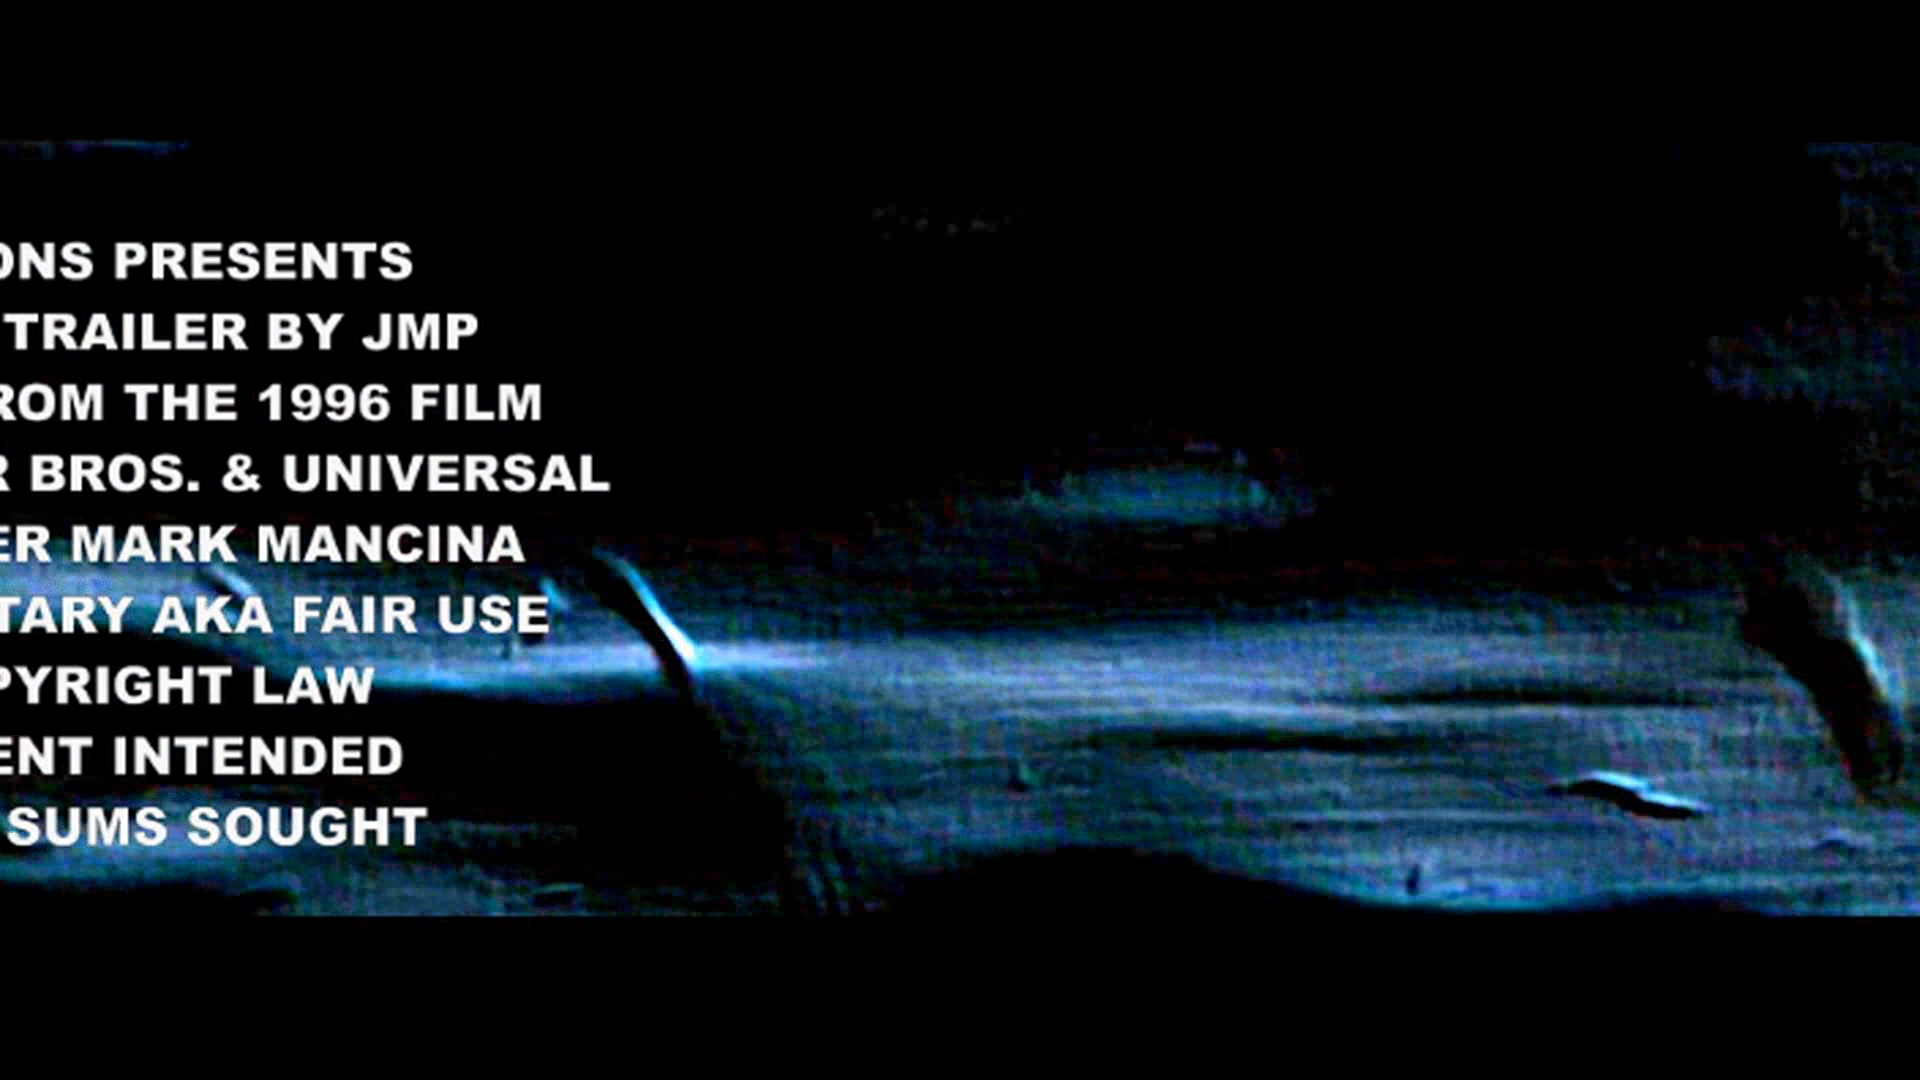 ONS PRESENTS
TRAILER BY JMP
ROM THE 1996 FILM
R BROS. & UNIVERSAL
ER MARK MANCINA
TARY AKA FAIR USE
PYRIGHT LAW
ENT INTENDED
SUMS SOUGHT